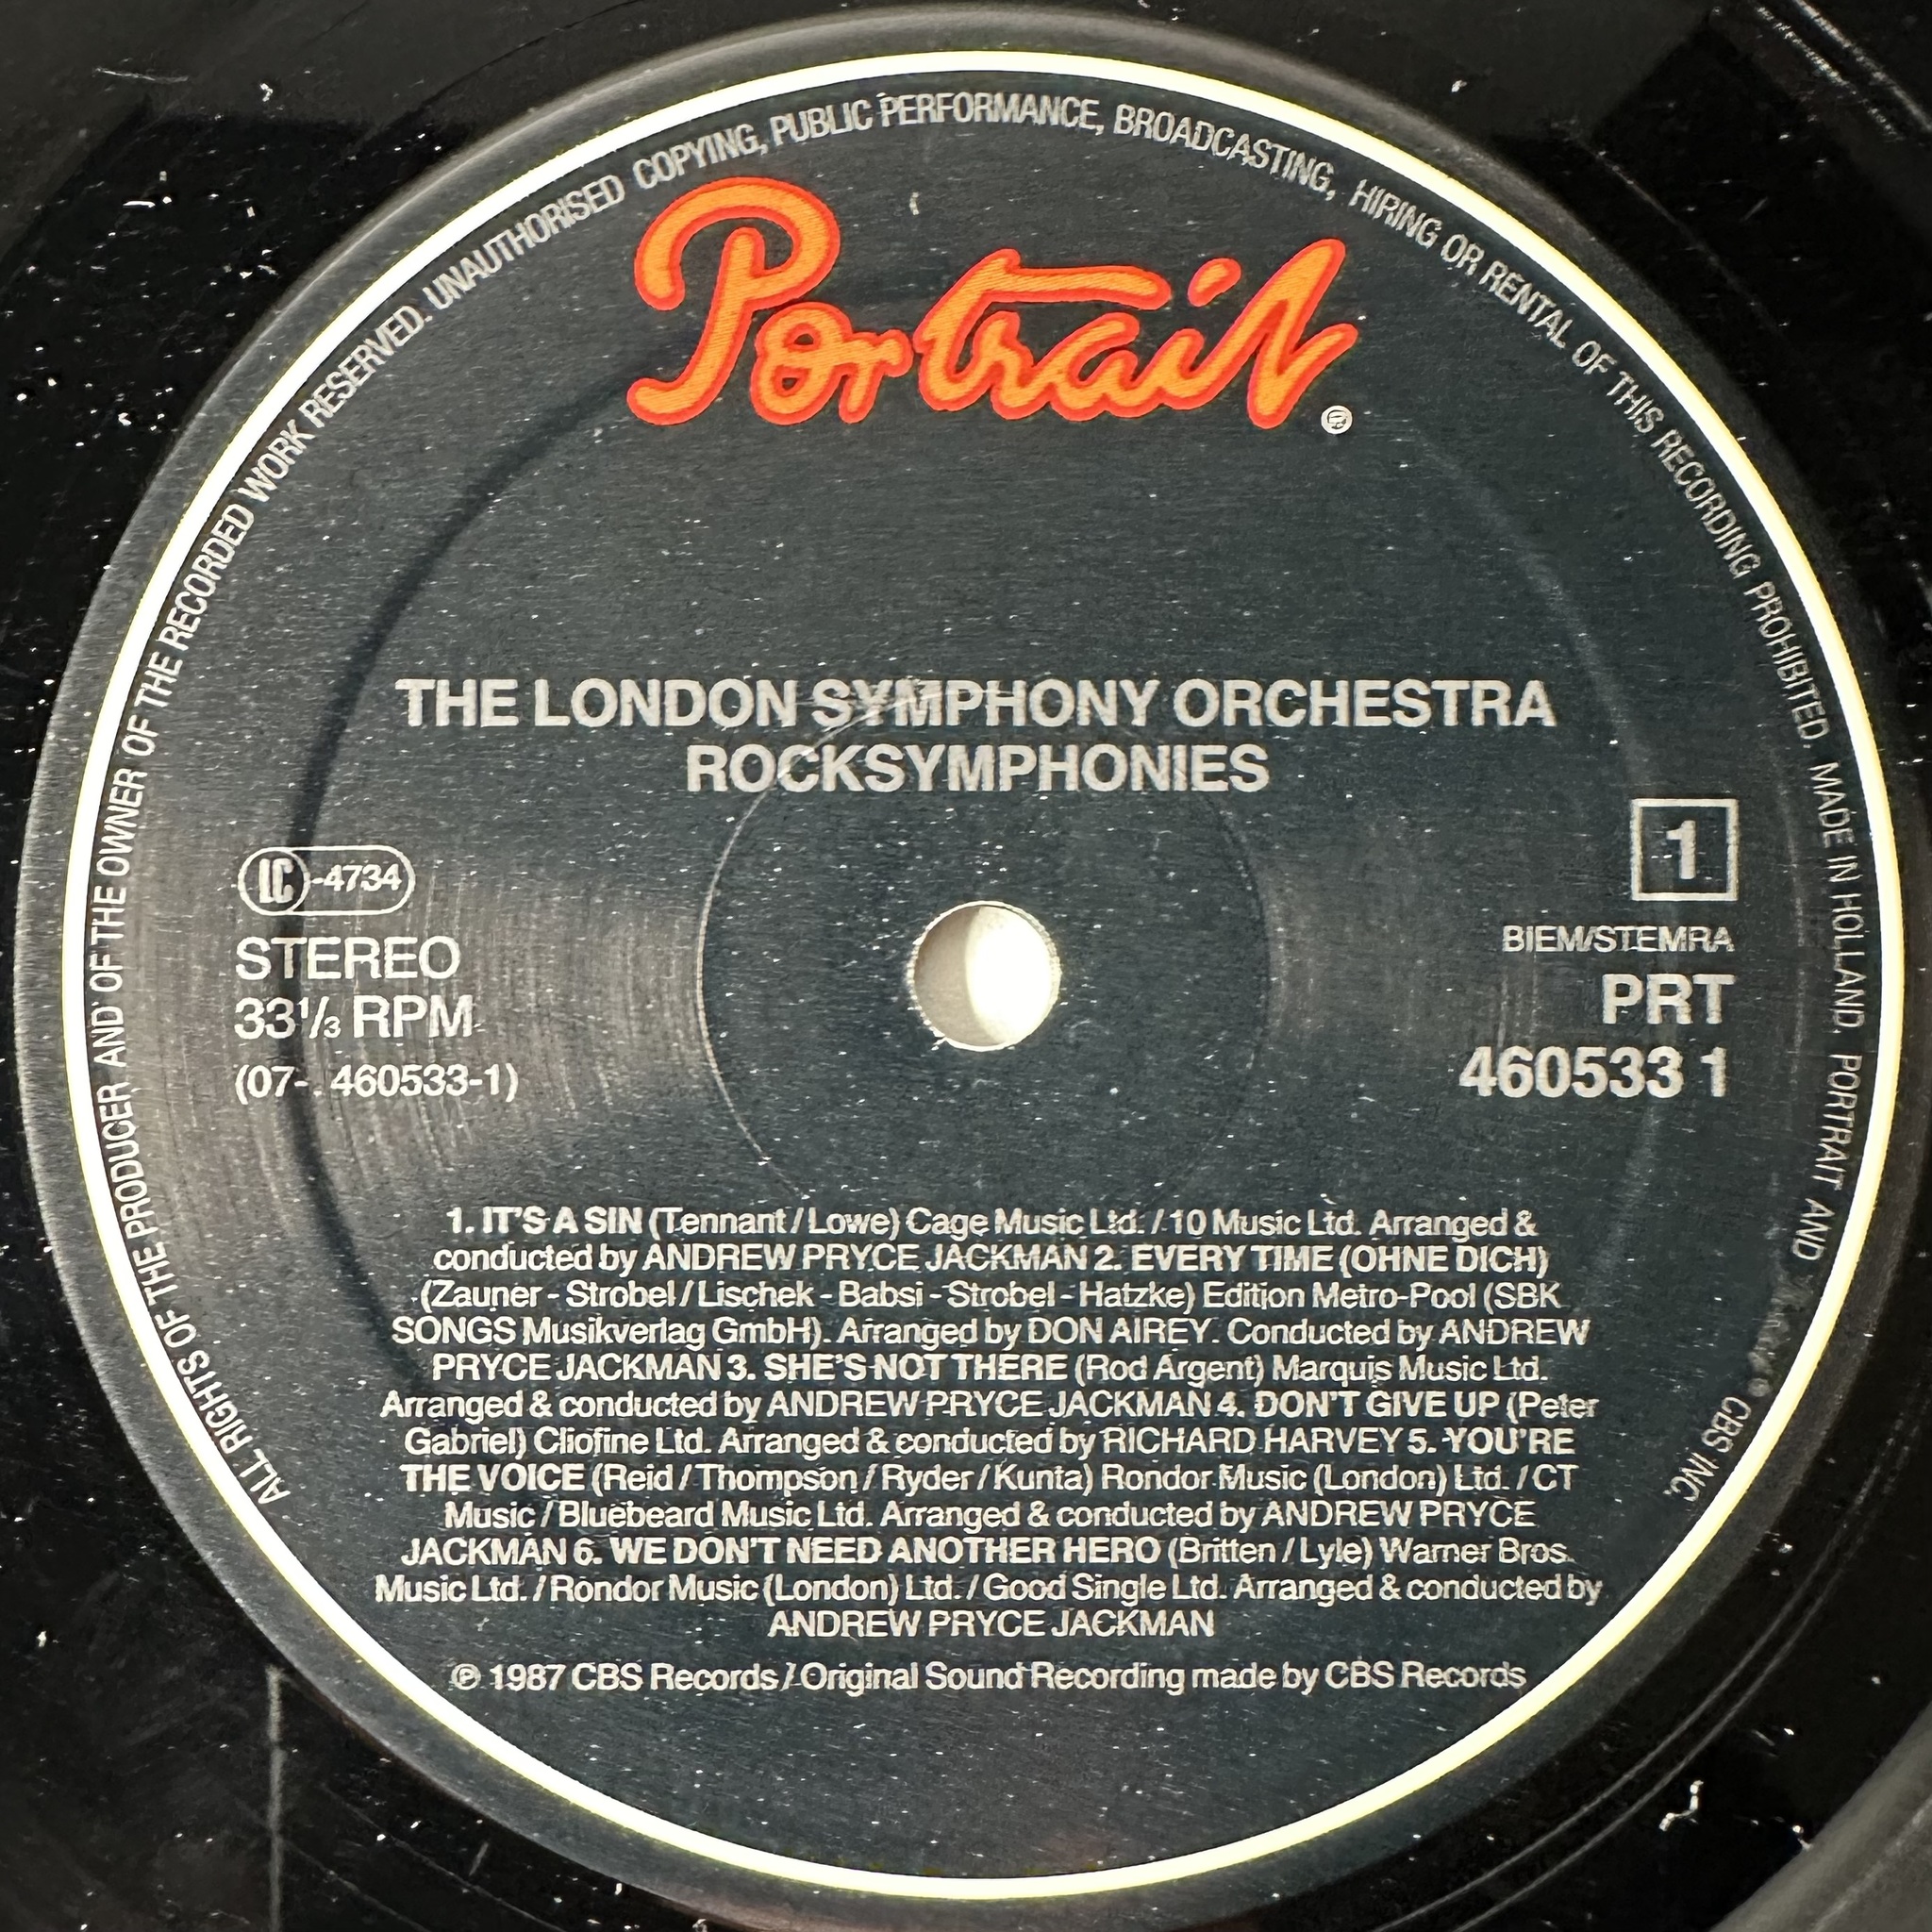 ALL RIGHTS OF THE PRODUCER AND OF THE OWNER OF THE RECORDED WORK RESERVED. UNAUTHORISED COPYING, PUBLIC PERFORMANCE, BROADCASTING, HIRING OR RENTAL OF THIS RECORDING PROHIBITED. MADE IN HOLLAND. PORTRAIT AND CBS INC.
Portrait®
THE LONDON SYMPHONY ORCHESTRA
ROCKSYMPHONIES
1
LC-4734
BIEM/STEMRA
STEREO
PRT
33⅓ RPM
460533 1
(07-. 460533-1)
1. IT'S A SIN (Tennant / Lowe) Cage Music Ltd. / 10 Music Ltd. Arranged &
conducted by ANDREW PRYCE JACKMAN 2. EVERY TIME (OHNE DICH)
(Zauner - Strobel / Lischek - Babsi - Strobel - Hatzke) Edition Metro-Pool (SBK
SONGS Musikverlag GmbH). Arranged by DON AIREY. Conducted by ANDREW
PRYCE JACKMAN 3. SHE'S NOT THERE (Rod Argent) Marquis Music Ltd.
Arranged & conducted by ANDREW PRYCE JACKMAN 4. DON'T GIVE UP (Peter
Gabriel) Cliofine Ltd. Arranged & conducted by RICHARD HARVEY 5. YOU'RE
THE VOICE (Reid / Thompson / Ryder / Kunta) Rondor Music (London) Ltd. / CT
Music / Bluebeard Music Ltd. Arranged & conducted by ANDREW PRYCE
JACKMAN 6. WE DON'T NEED ANOTHER HERO (Britten / Lyle) Warner Bros.
Music Ltd. / Rondor Music (London) Ltd. / Good Single Ltd. Arranged & conducted by
ANDREW PRYCE JACKMAN
℗ 1987 CBS Records / Original Sound Recording made by CBS Records